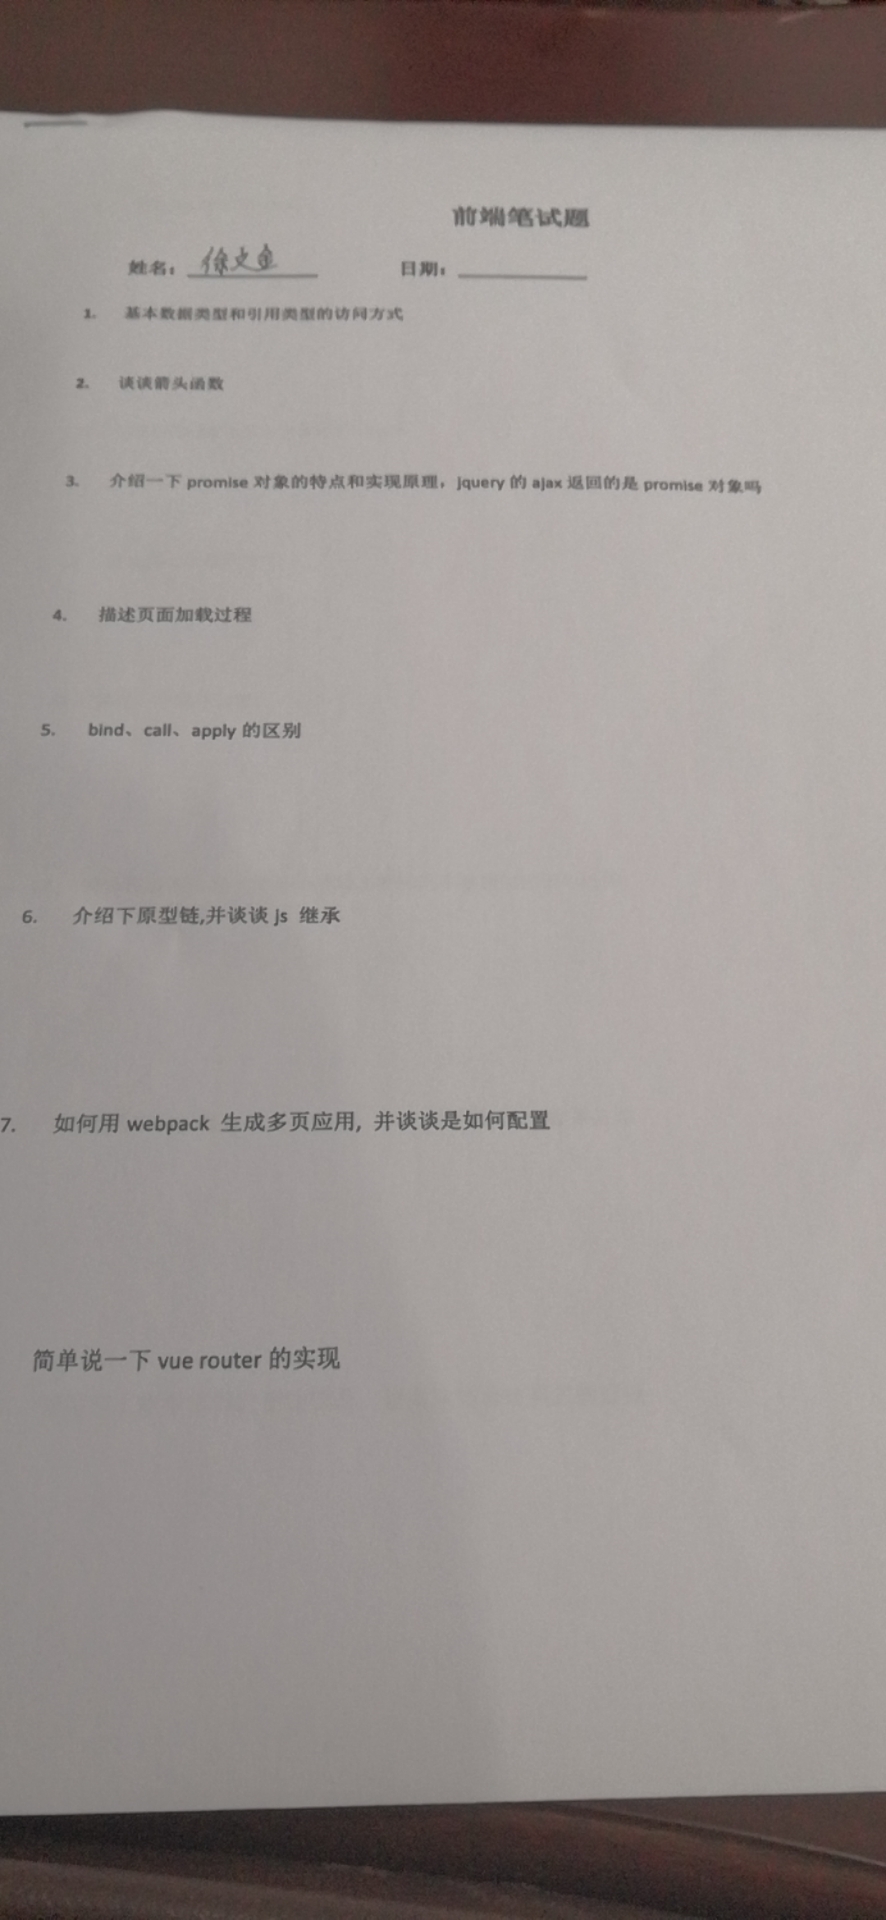 前端笔试题
姓名：徐文金 日期：
1. 基本数据类型和引用类型的访问方式
2. 谈谈箭头函数
3. 介绍一下 promise 对象的特点和实现原理，jquery 的 ajax 返回的是 promise 对象吗
4. 描述页面加载过程
5. bind、call、apply 的区别
6. 介绍下原型链,并谈谈 js 继承
7. 如何用 webpack 生成多页应用, 并谈谈是如何配置
简单说一下 vue router 的实现